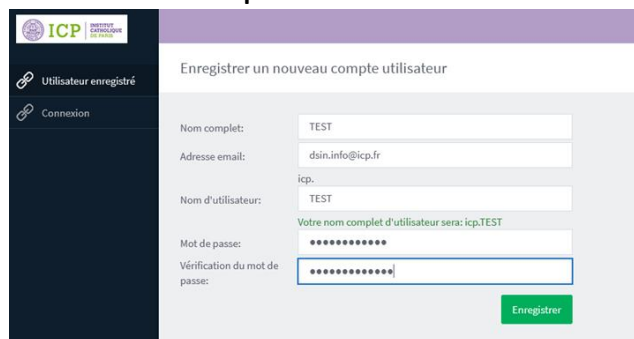 ICP INSTITUT
CATHOLIQUE
DE PARIS
Utilisateur enregistré
Connexion
Enregistrer un nouveau compte utilisateur
Nom complet: TEST
Adresse email: dsin.info@icp.fr
icp.
Nom d'utilisateur: TEST
Votre nom complet d'utilisateur sera: icp.TEST
Mot de passe: ●●●●●●●●●●●●
Vérification du mot de
passe: ●●●●●●●●●●●●●
Enregistrer